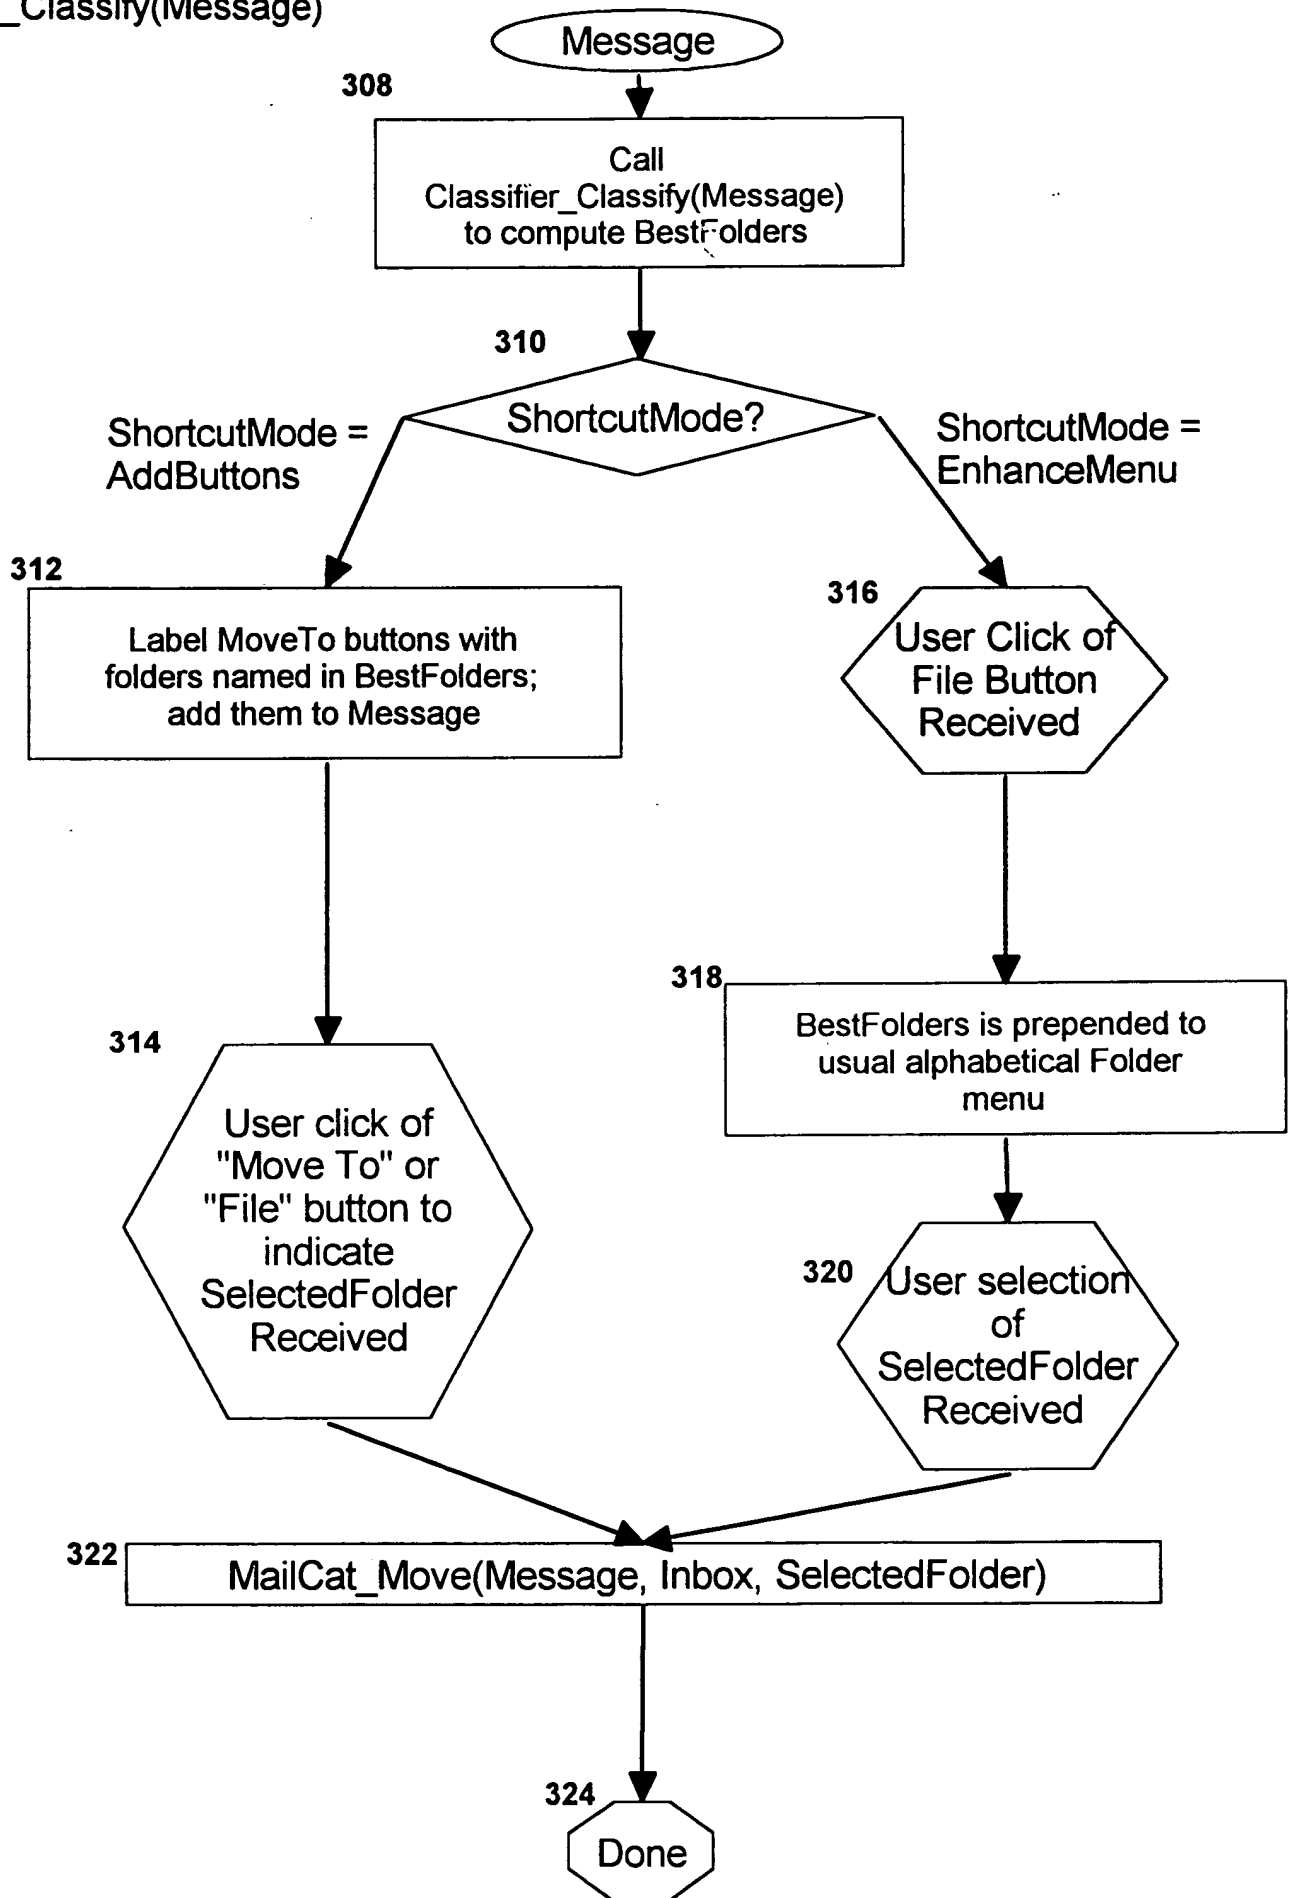 _Classify(Message)
Message
308
Call
Classifier_Classify(Message)
to compute BestFolders
310
ShortcutMode?
ShortcutMode =
AddButtons
ShortcutMode =
EnhanceMenu
312
Label MoveTo buttons with
folders named in BestFolders;
add them to Message
316
User Click of
File Button
Received
318
BestFolders is prepended to
usual alphabetical Folder
menu
314
User click of
"Move To" or
"File" button to
indicate
SelectedFolder
Received
320
User selection
of
SelectedFolder
Received
322
MailCat_Move(Message, Inbox, SelectedFolder)
324
Done